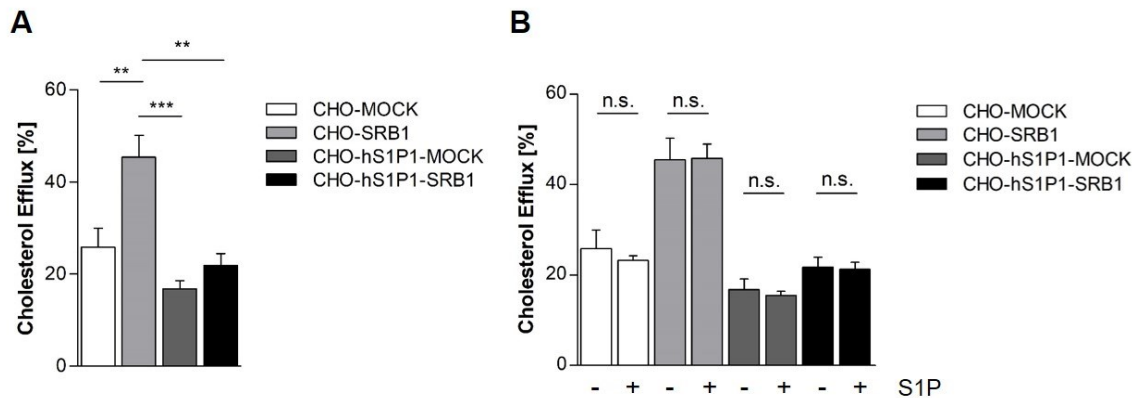 A
Cholesterol Efflux [%]
60
40
20
0
**
**
***
CHO-MOCK
CHO-SRB1
CHO-hS1P1-MOCK
CHO-hS1P1-SRB1
B
Cholesterol Efflux [%]
60
40
20
0
n.s.
n.s.
n.s.
n.s.
CHO-MOCK
CHO-SRB1
CHO-hS1P1-MOCK
CHO-hS1P1-SRB1
- + - + - + - + S1P